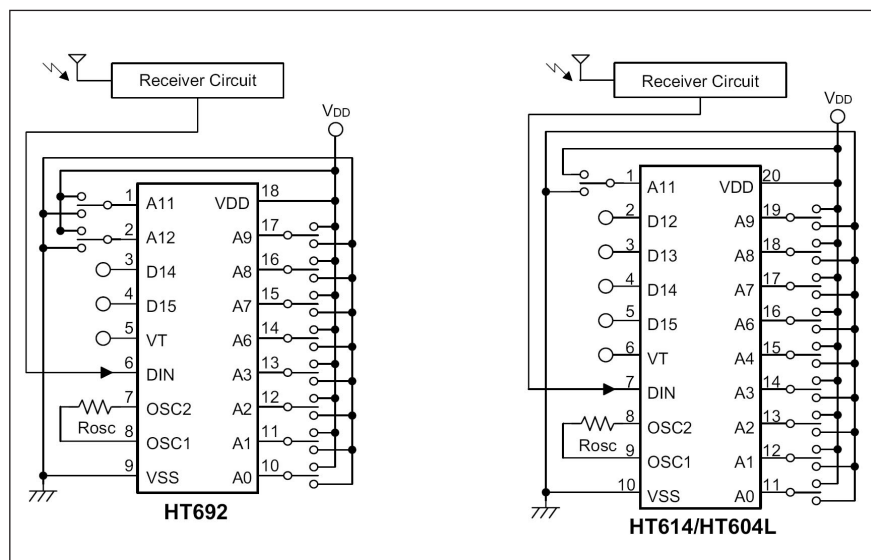 Receiver Circuit
VDD
1 A11 VDD 18
2 A12 A9 17
3 D14 A8 16
4 D15 A7 15
5 VT A6 14
6 DIN A3 13
7 OSC2 A2 12
Rosc
8 OSC1 A1 11
9 VSS A0 10
HT692
Receiver Circuit
VDD
1 A11 VDD 20
2 D12 A9 19
3 D13 A8 18
4 D14 A7 17
5 D15 A6 16
6 VT A4 15
7 DIN A3 14
8 OSC2 A2 13
Rosc
9 OSC1 A1 12
10 VSS A0 11
HT614/HT604L